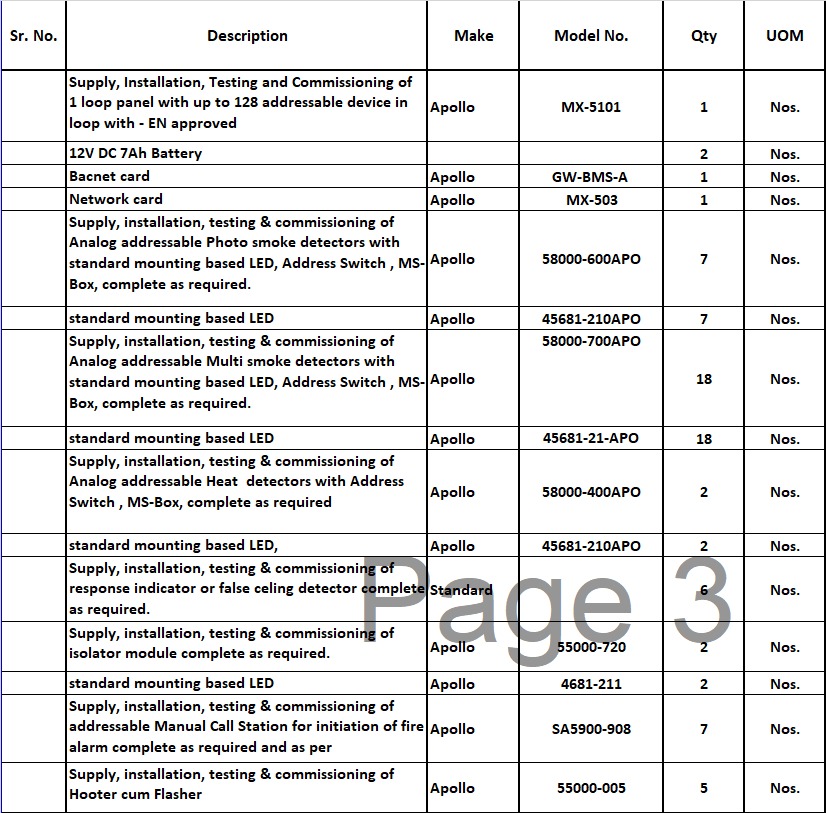 Sr. No. Description Make Model No. Qty UOM
Supply, Installation, Testing and Commissioning of
1 loop panel with up to 128 addressable device in
loop with - EN approved
Apollo MX-5101 1 Nos.
12V DC 7Ah Battery 2 Nos.
Bacnet card Apollo GW-BMS-A 1 Nos.
Network card Apollo MX-503 1 Nos.
Supply, installation, testing & commissioning of
Analog addressable Photo smoke detectors with
standard mounting based LED, Address Switch , MS-
Box, complete as required.
Apollo 58000-600APO 7 Nos.
standard mounting based LED Apollo 45681-210APO 7 Nos.
Supply, installation, testing & commissioning of
Analog addressable Multi smoke detectors with
standard mounting based LED, Address Switch , MS-
Box, complete as required.
Apollo 58000-700APO 18 Nos.
standard mounting based LED Apollo 45681-21-APO 18 Nos.
Supply, installation, testing & commissioning of
Analog addressable Heat  detectors with Address
Switch , MS-Box, complete as required
Apollo 58000-400APO 2 Nos.
standard mounting based LED, Apollo 45681-210APO 2 Nos.
Supply, installation, testing & commissioning of
response indicator or false celing detector complete
as required.
Standard 6 Nos.
Page 3
Supply, installation, testing & commissioning of
isolator module complete as required.
Apollo 55000-720 2 Nos.
standard mounting based LED Apollo 4681-211 2 Nos.
Supply, installation, testing & commissioning of
addressable Manual Call Station for initiation of fire
alarm complete as required and as per
Apollo SA5900-908 7 Nos.
Supply, installation, testing & commissioning of
Hooter cum Flasher
Apollo 55000-005 5 Nos.